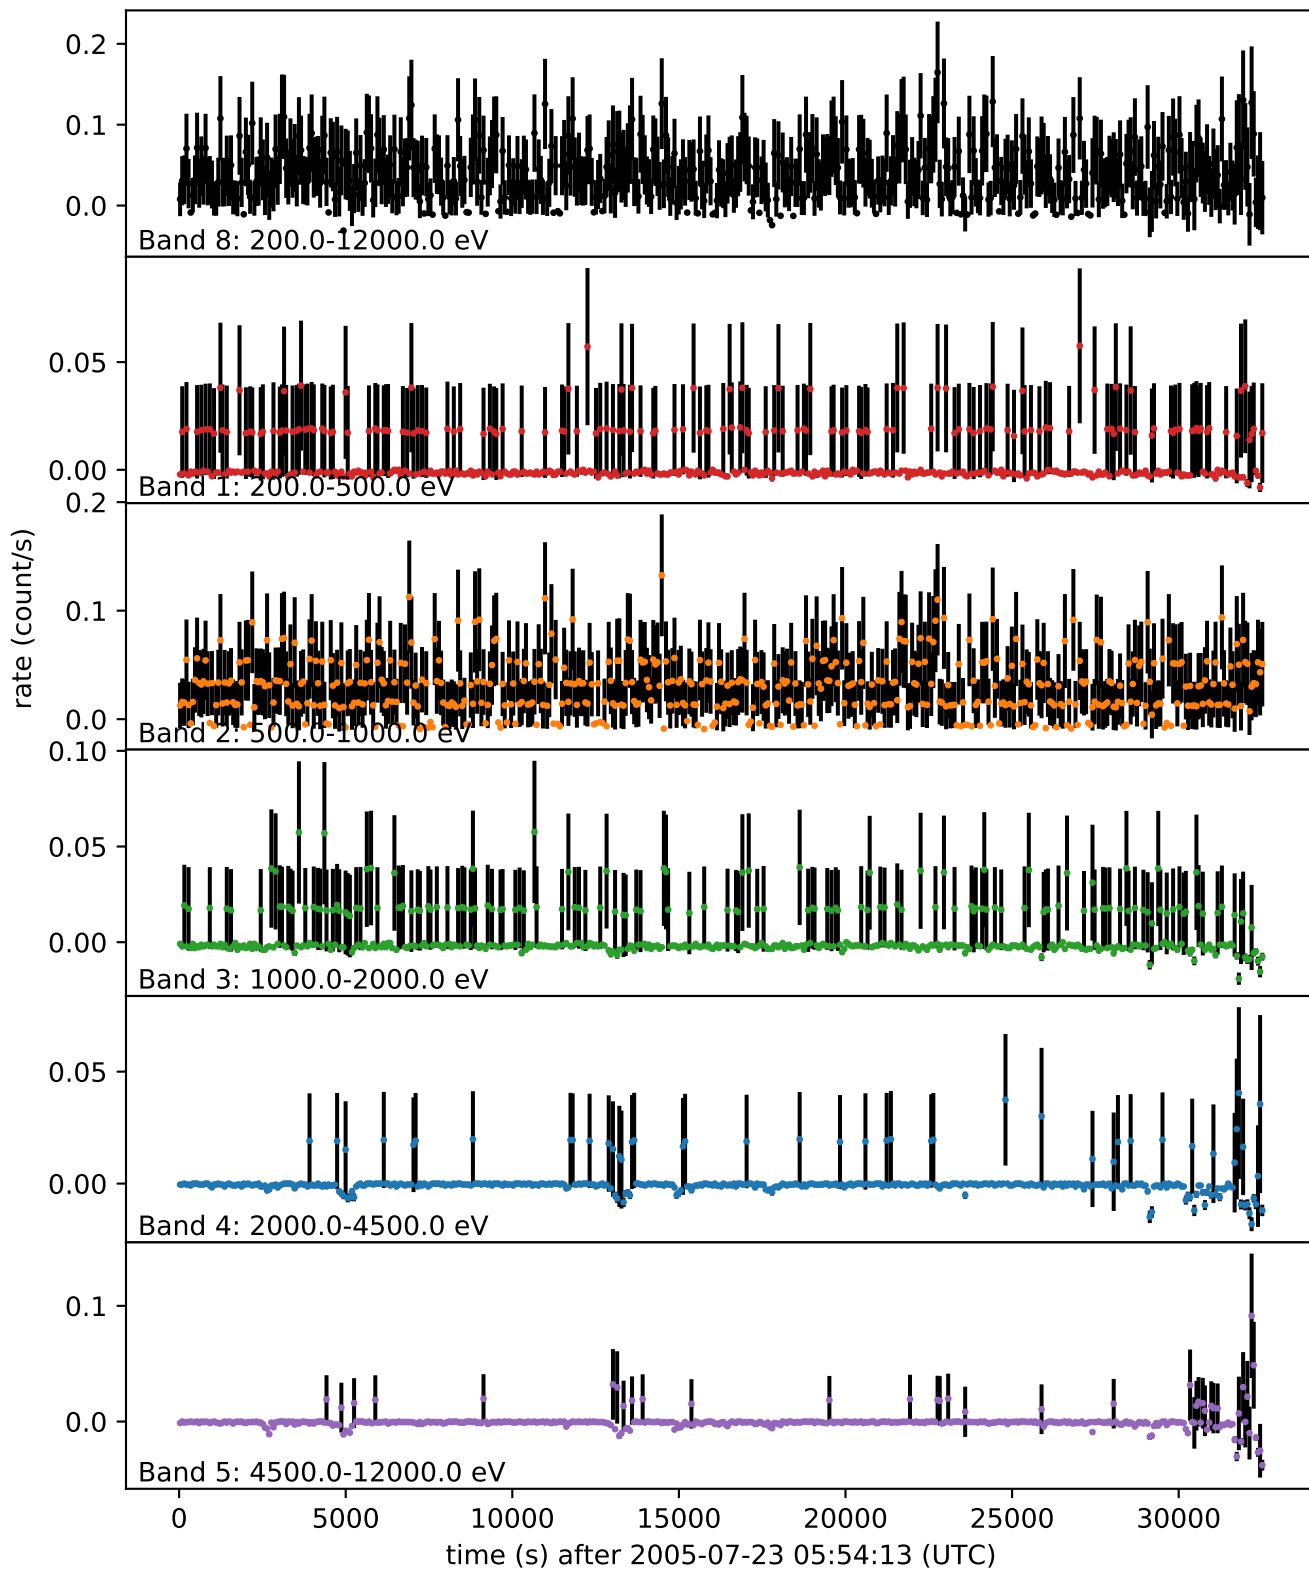 0.2
0.1
0.0
Band 8: 200.0-12000.0 eV
0.05
0.00
Band 1: 200.0-500.0 eV
0.2
0.1
0.0
Band 2: 500.0-1000.0 eV
rate (count/s)
0.10
0.05
0.00
Band 3: 1000.0-2000.0 eV
0.05
0.00
Band 4: 2000.0-4500.0 eV
0.1
0.0
Band 5: 4500.0-12000.0 eV
0 5000 10000 15000 20000 25000 30000
time (s) after 2005-07-23 05:54:13 (UTC)